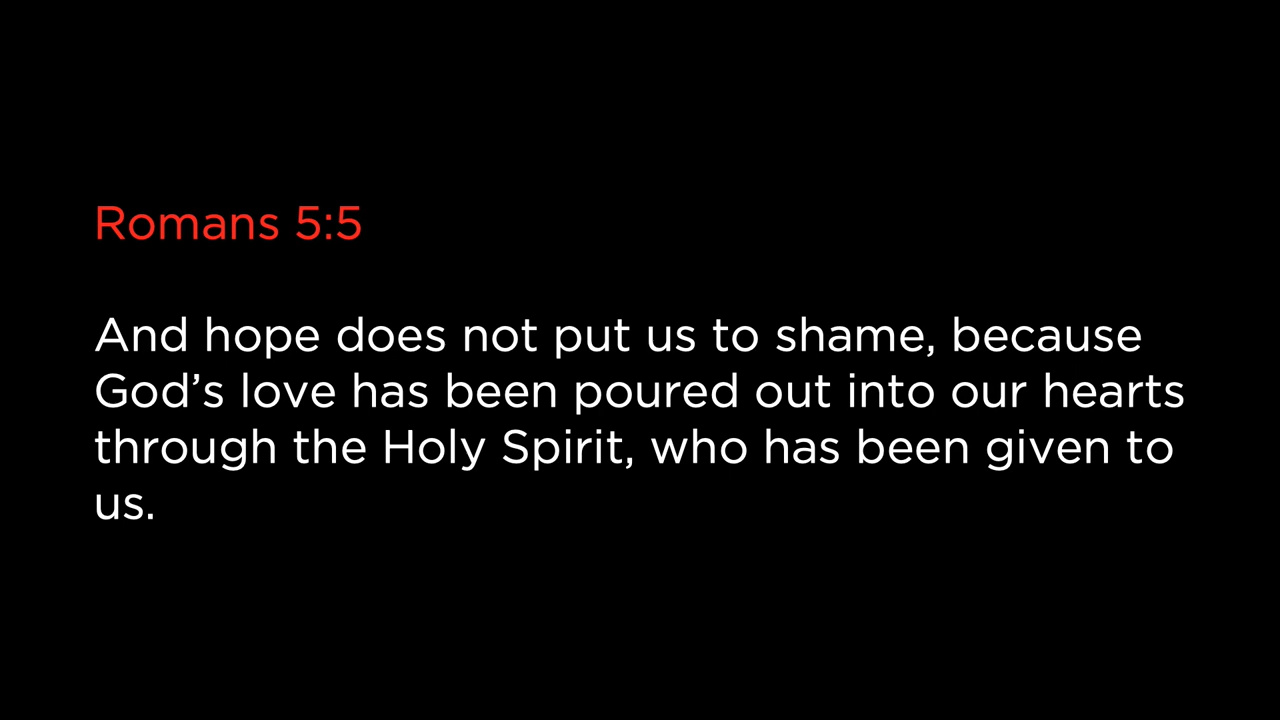 Romans 5:5
And hope does not put us to shame, because
God’s love has been poured out into our hearts
through the Holy Spirit, who has been given to
us.